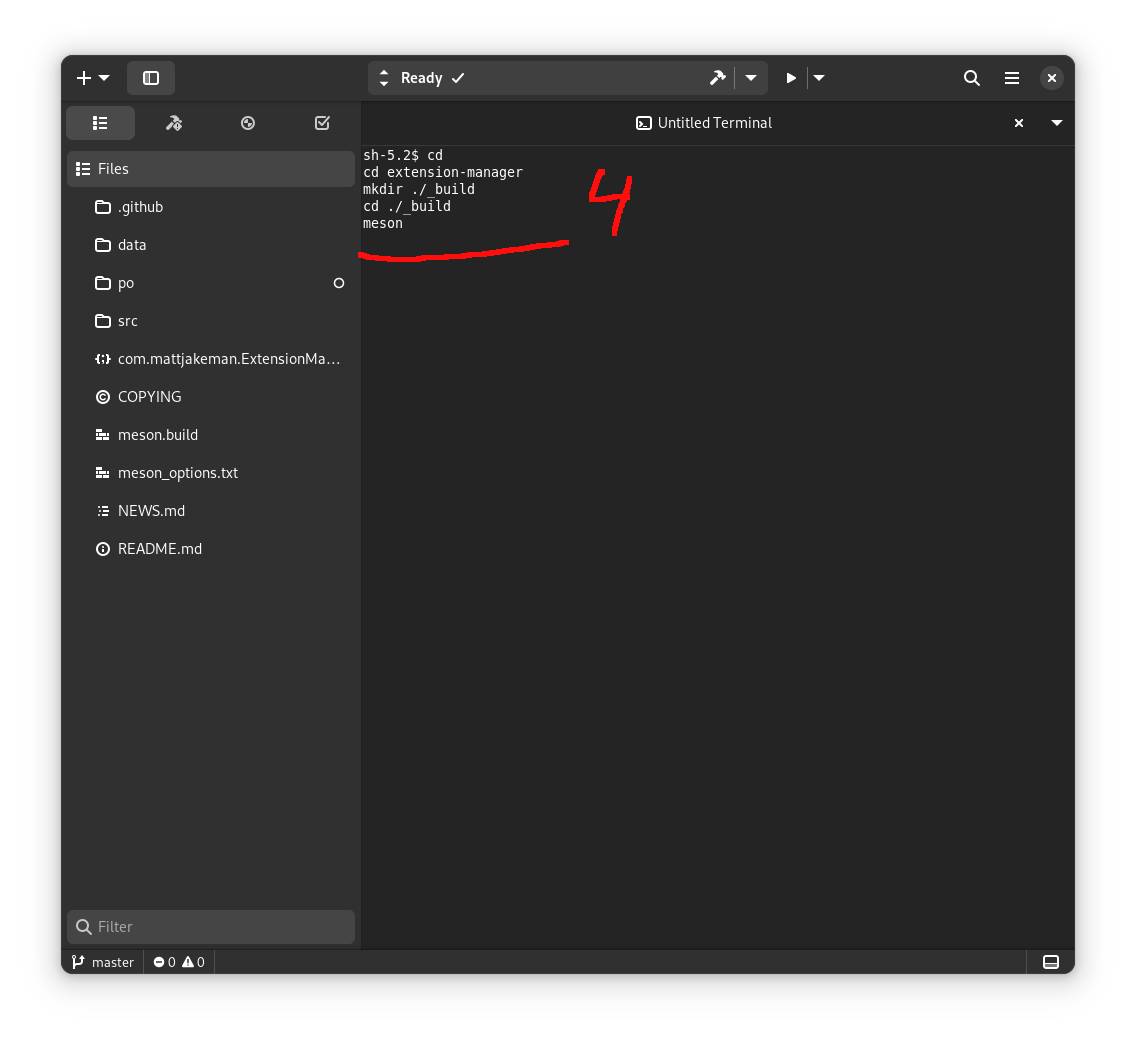 Ready
Untitled Terminal
Files
.github
data
po
src
com.mattjakeman.ExtensionMa...
COPYING
meson.build
meson_options.txt
NEWS.md
README.md
Filter
sh-5.2$ cd
cd extension-manager
mkdir ./_build
cd ./_build
meson
4
master 0 0